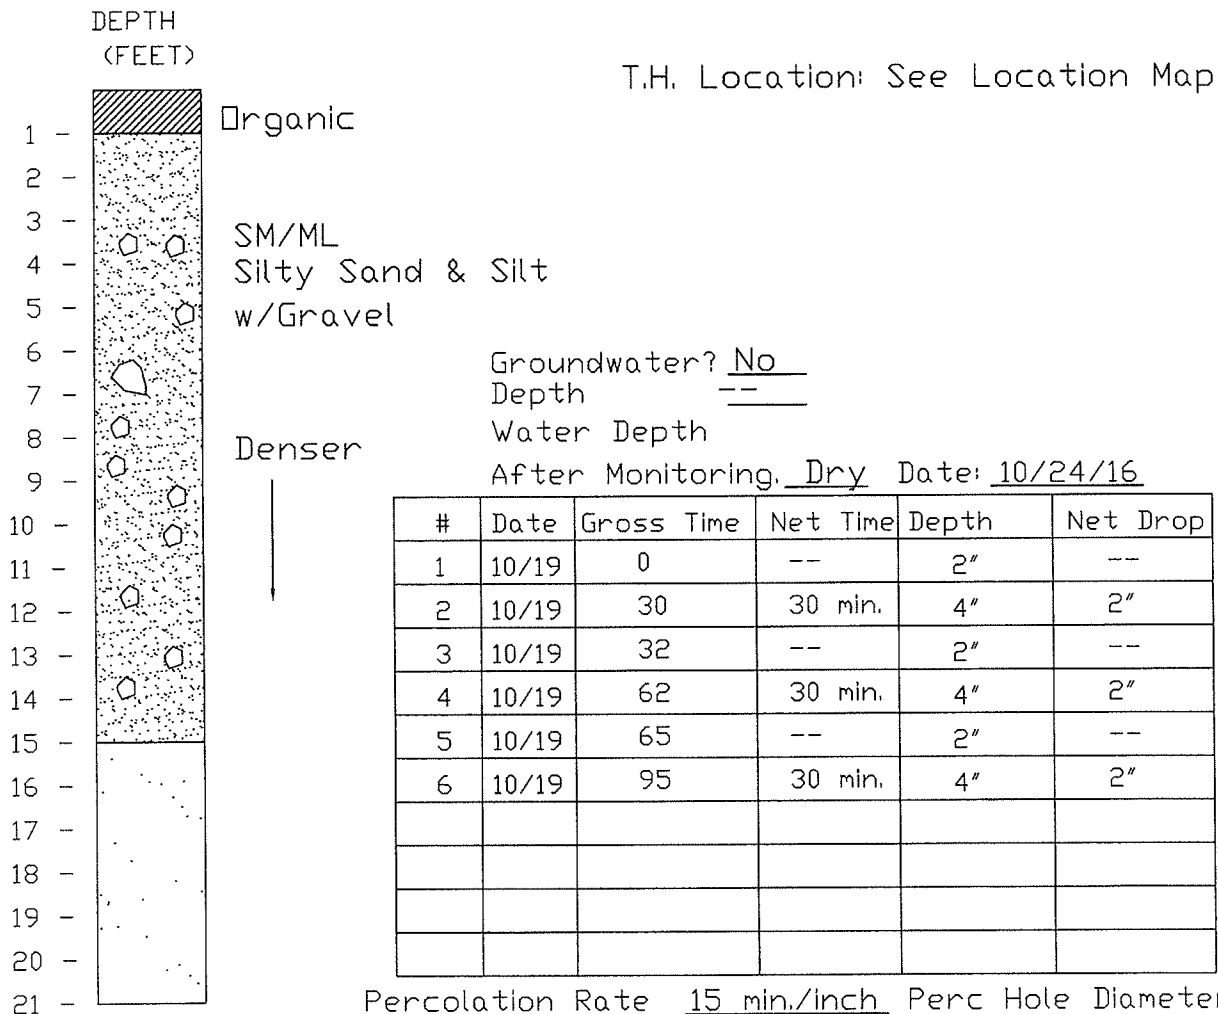 DEPTH
(FEET)
T.H. Location: See Location Map
Organic
1 -
2 -
3 -
SM/ML
4 -
Silty Sand & Silt
5 -
w/Gravel
6 -
Groundwater? No
7 -
Depth --
8 -
Water Depth
Denser
9 -
After Monitoring. Dry Date: 10/24/16
# Date Gross Time Net Time Depth Net Drop
10 -
1 10/19 0 -- 2" --
11 -
2 10/19 30 30 min. 4" 2"
12 -
3 10/19 32 -- 2" --
13 -
4 10/19 62 30 min. 4" 2"
14 -
5 10/19 65 -- 2" --
15 -
6 10/19 95 30 min. 4" 2"
16 -
17 -
18 -
19 -
20 -
21 -
Percolation Rate 15 min./inch Perc Hole Diameter